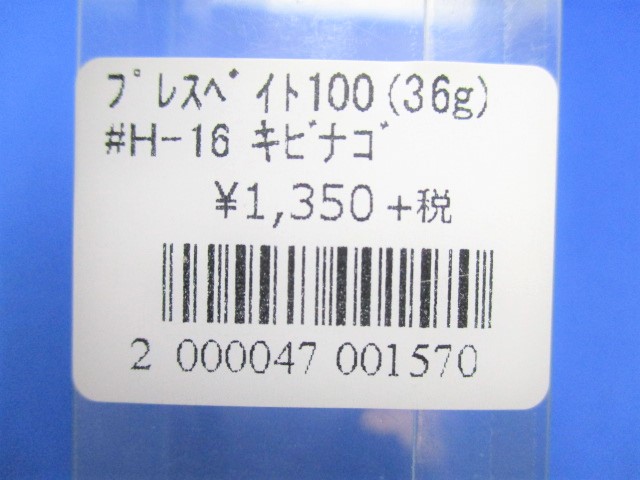 ﾌﾟﾚｽﾍﾞｲﾄ100(36g)
#H-16 ｷﾋﾞﾅｺﾞ
¥1,350+税
2 000047 001570